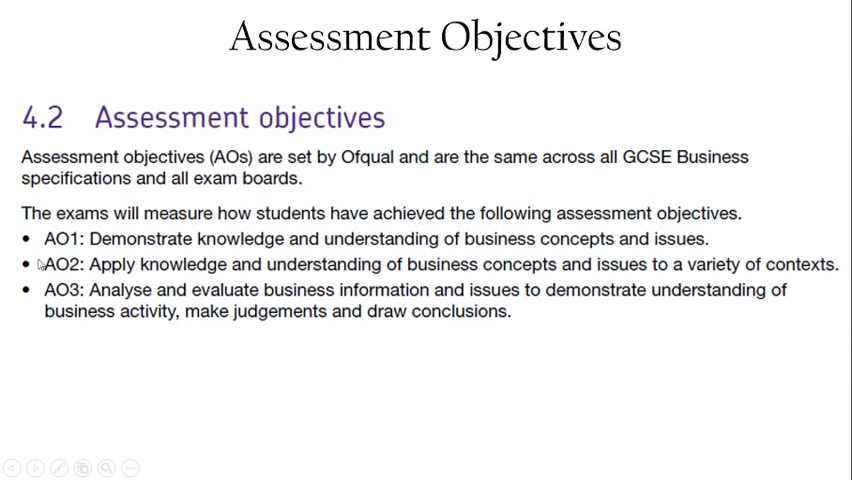 Assessment Objectives
4.2 Assessment objectives
Assessment objectives (AOs) are set by Ofqual and are the same across all GCSE Business
specifications and all exam boards.
The exams will measure how students have achieved the following assessment objectives.
• AO1: Demonstrate knowledge and understanding of business concepts and issues.
• AO2: Apply knowledge and understanding of business concepts and issues to a variety of contexts.
• AO3: Analyse and evaluate business information and issues to demonstrate understanding of
business activity, make judgements and draw conclusions.